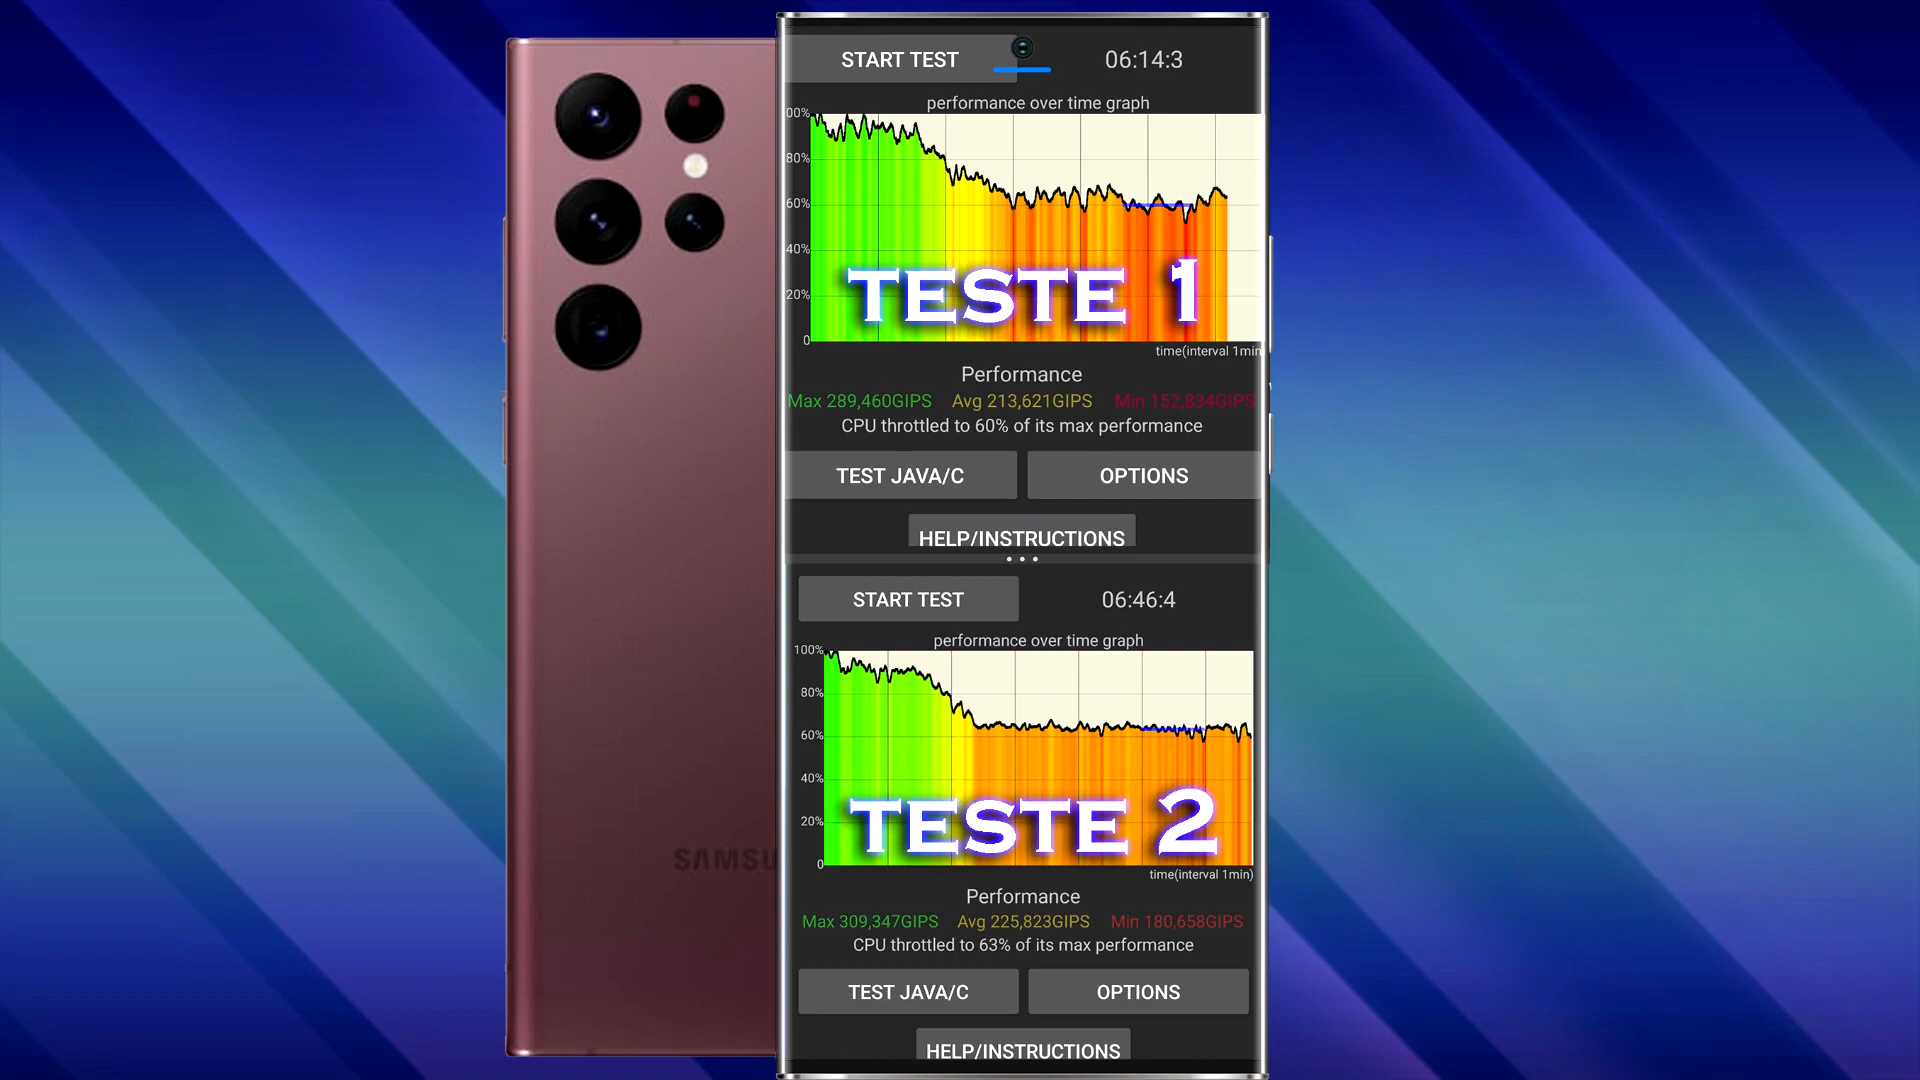 START TEST 06:14:3
performance over time graph
00%
80%
60%
40%
20%
0
TESTE 1
time(interval 1min
Performance
Max 289,460GIPS Avg 213,621GIPS Min 152,834GIPS
CPU throttled to 60% of its max performance
TEST JAVA/C OPTIONS
HELP/INSTRUCTIONS
START TEST 06:46:4
performance over time graph
100%
80%
60%
40%
20%
0
TESTE 2
time(interval 1min)
Performance
Max 309,347GIPS Avg 225,823GIPS Min 180,658GIPS
CPU throttled to 63% of its max performance
TEST JAVA/C OPTIONS
HELP/INSTRUCTIONS
SAMSU